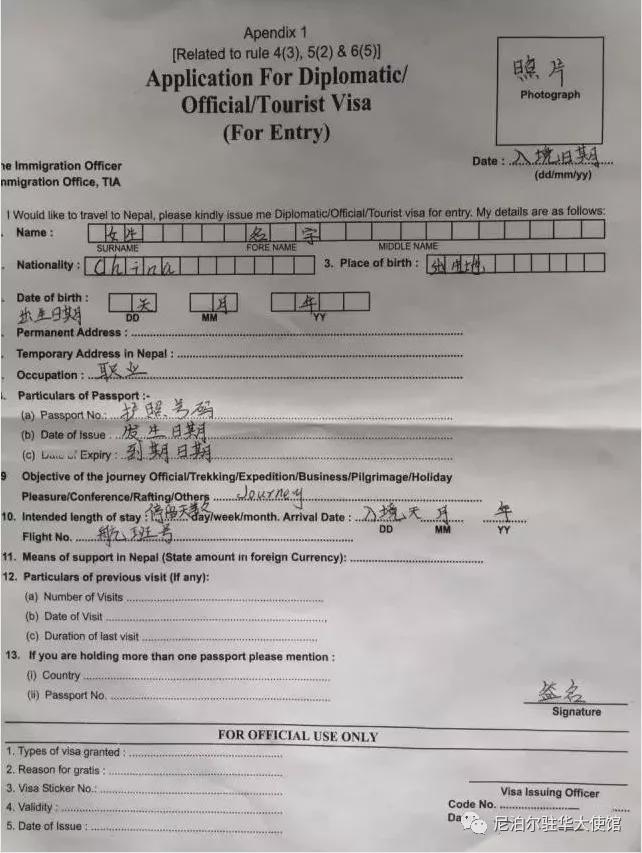 Apendix 1
[Related to rule 4(3), 5(2) & 6(5)]
Application For Diplomatic/
Official/Tourist Visa
(For Entry)
照片
Photograph
Date : 入境日期
(dd/mm/yy)
he Immigration Officer
mmigration Office, TIA
I Would like to travel to Nepal, please kindly issue me Diplomatic/Official/Tourist visa for entry. My details are as follows:
Name : 女生 名字
SURNAME FORE NAME MIDDLE NAME
Nationality : China 3. Place of birth : 出生地
Date of birth : 天 月 年
出生日期 DD MM YY
Permanent Address :
Temporary Address in Nepal :
Occupation : 职业
Particulars of Passport :-
(a) Passport No.: 护照号码
(b) Date of Issue : 发生日期
(c) Date of Expiry : 到期日期
9 Objective of the journey Official/Trekking/Expedition/Business/Pilgrimage/Holiday
Pleasure/Conference/Rafting/Others Journey
10. Intended length of stay : 停留天数 day/week/month. Arrival Date : 入境天 月 年
Flight No. 航班号 DD MM YY
11. Means of support in Nepal (State amount in foreign Currency):
12. Particulars of previous visit (If any):
(a) Number of Visits
(b) Date of Visit
(c) Duration of last visit
13. If you are holding more than one passport please mention :
(i) Country
(ii) Passport No.
签名
Signature
FOR OFFICIAL USE ONLY
1. Types of visa granted :
2. Reason for gratis :
3. Visa Sticker No.:
4. Validity :
5. Date of Issue :
Visa Issuing Officer
Code No.
Da
尼泊尔驻华大使馆